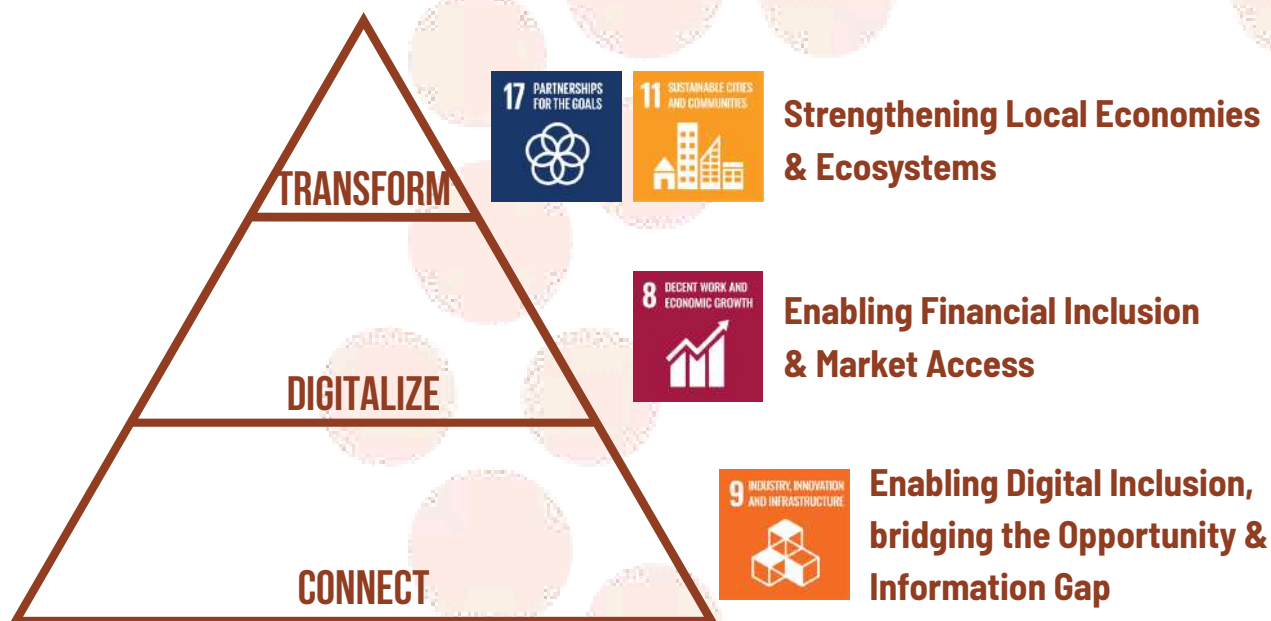 17 PARTNERSHIPS
FOR THE GOALS
11 SUSTAINABLE CITIES
AND COMMUNITIES
Strengthening Local Economies
& Ecosystems
TRANSFORM
8 DECENT WORK AND
ECONOMIC GROWTH
Enabling Financial Inclusion
& Market Access
DIGITALIZE
9 INDUSTRY, INNOVATION
AND INFRASTRUCTURE
Enabling Digital Inclusion,
bridging the Opportunity &
Information Gap
CONNECT